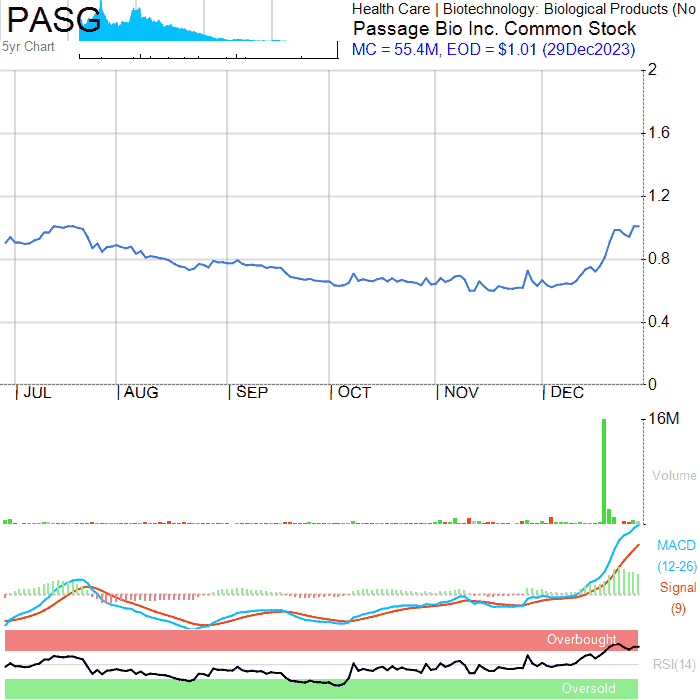 PASG
5yr Chart
Health Care | Biotechnology: Biological Products (No
Passage Bio Inc. Common Stock
MC = 55.4M, EOD = $1.01 (29Dec2023)
2
1.6
1.2
0.8
0.4
0
JUL AUG SEP OCT NOV DEC
16M
Volume
MACD
(12-26)
Signal
(9)
Overbought
RSI(14)
Oversold